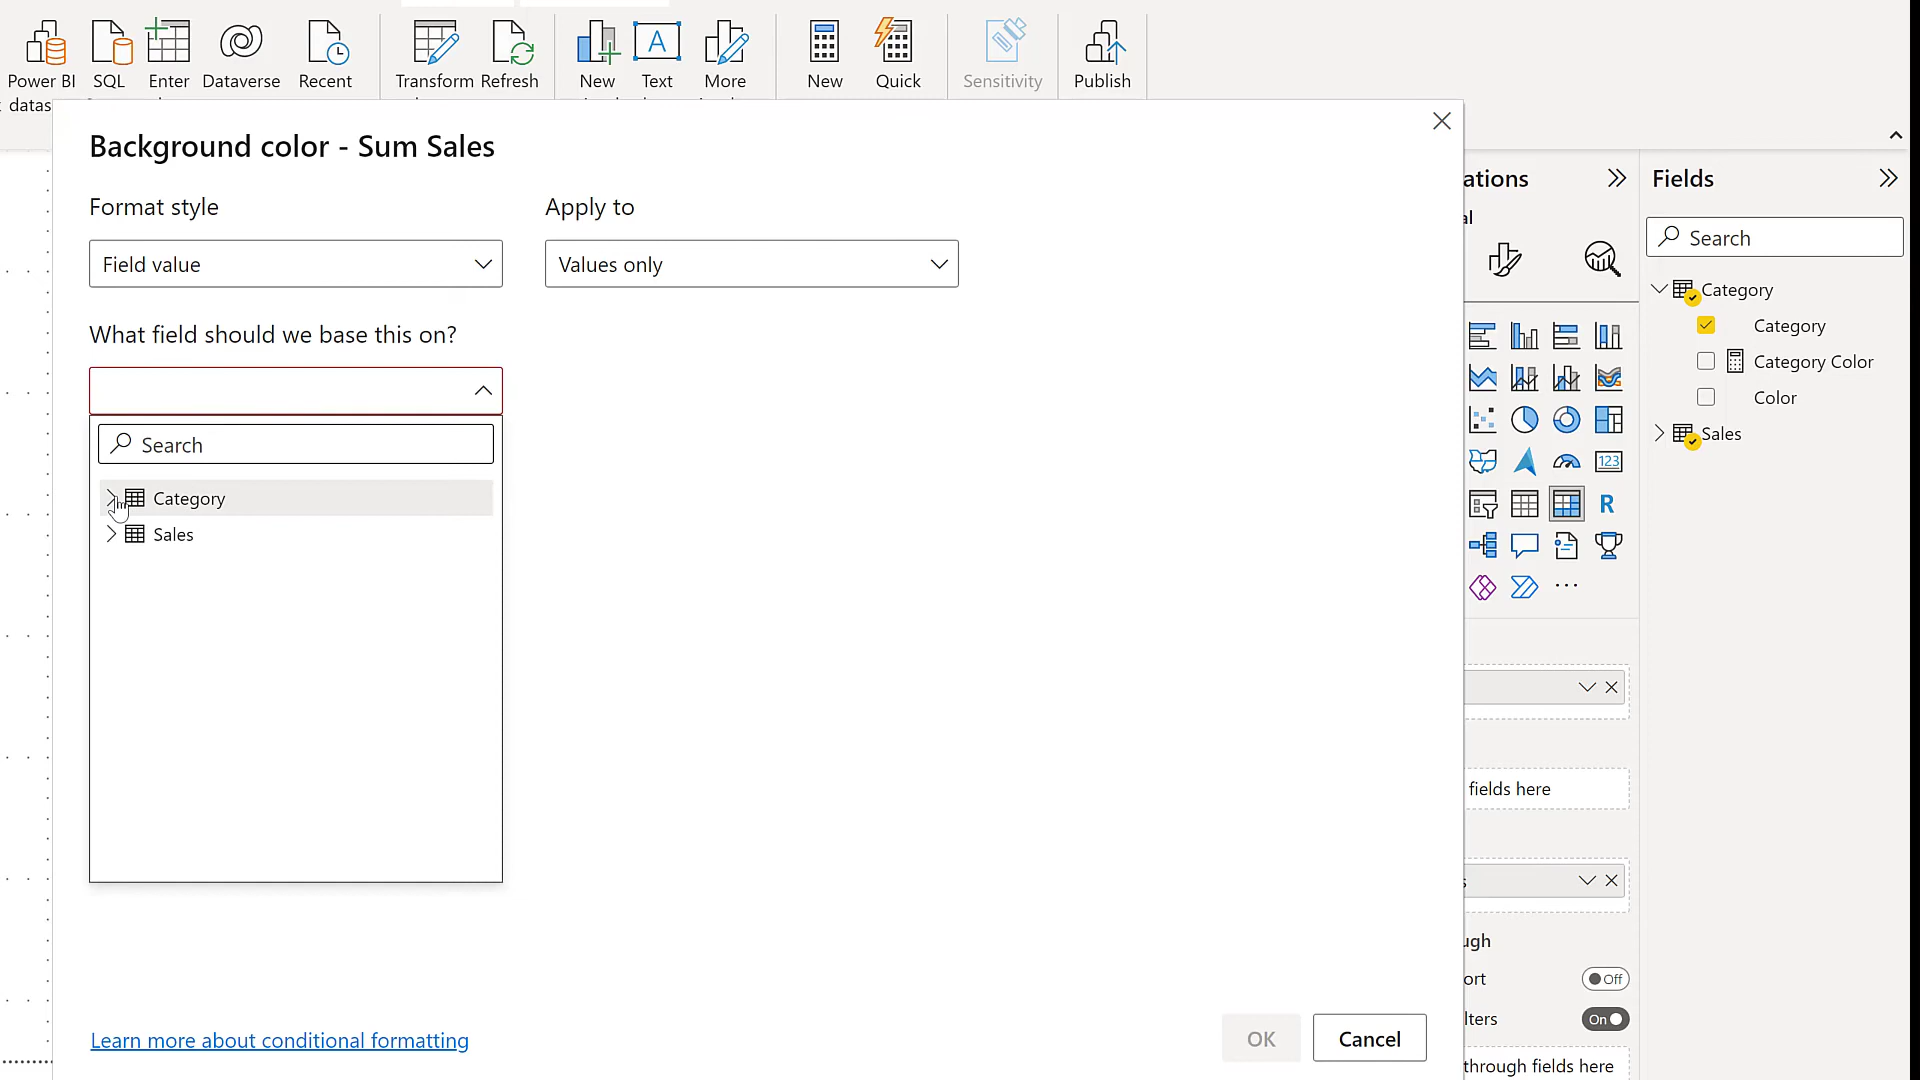 Power BI SQL Enter Dataverse Recent Transform Refresh New Text More New Quick Sensitivity Publish
datas
Background color - Sum Sales
Format style Apply to
Field value Values only
What field should we base this on?
Search
Category
Sales
Learn more about conditional formatting
OK Cancel
ations
al
A
123
R
fields here
s
ugh
ort Off
lters On
through fields here
Fields
Search
Category
Category
Category Color
Color
Sales